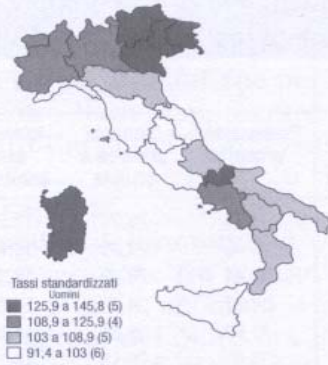 Tassi standardizzati
Uomini
125,9 a 145,8 (5)
108,9 a 125,9 (4)
103 a 108,9 (5)
91,4 a 103 (6)